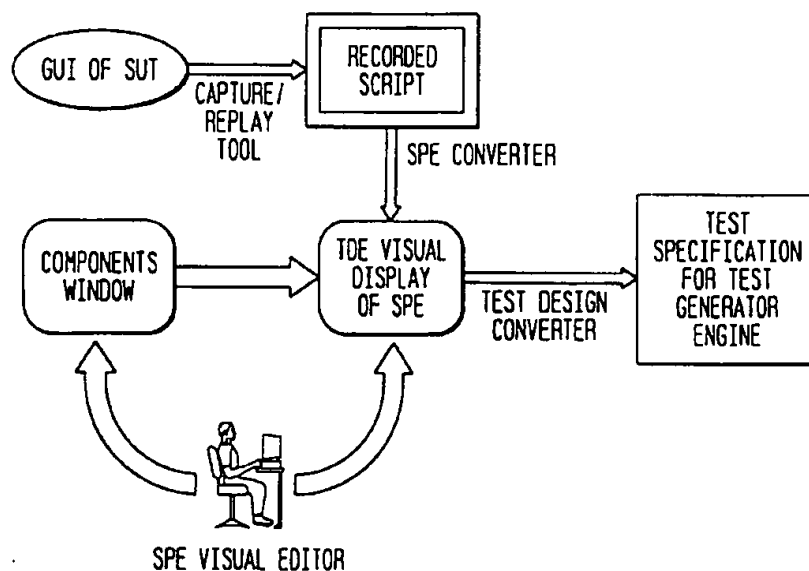 GUI OF SUT
CAPTURE/
REPLAY
TOOL
RECORDED
SCRIPT
SPE CONVERTER
COMPONENTS
WINDOW
TDE VISUAL
DISPLAY
OF SPE
TEST DESIGN
CONVERTER
TEST
SPECIFICATION
FOR TEST
GENERATOR
ENGINE
SPE VISUAL EDITOR